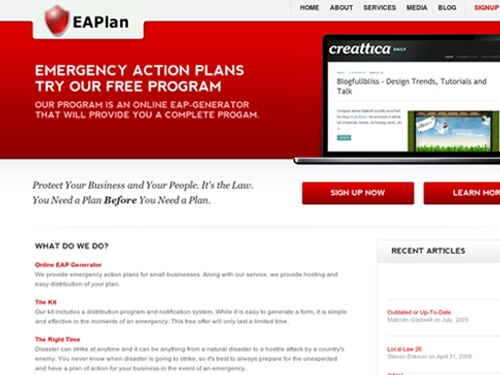 HOME ABOUT SERVICES MEDIA BLOG SIGNUP
EAPlan
EMERGENCY ACTION PLANS
TRY OUR FREE PROGRAM
OUR PROGRAM IS AN ONLINE EAP-GENERATOR
THAT WILL PROVIDE YOU A COMPLETE PROGAM.
creattica DAILY
Blogfullbliss - Design Trends, Tutorials and
Talk
Protect Your Business and Your People. It's the Law.
You Need a Plan Before You Need a Plan.
SIGN UP NOW
LEARN MOR
WHAT DO WE DO?
Online EAP Generator
We provide emergency action plans for small businesses. Along with our service, we provide hosting and
easy distribution of your plan.
The Kit
Our kit includes a distribution program and notification system. While it is easy to generate a form, it is simple
and effective in the moments of an emergency. This free offer will only last a limited time.
The Right Time
Disaster can strike at anytime and it can be anything from a natural disaster to a hostile attack by a country's
enemy. You never know when disaster is going to strike, so it's best to always prepare for the unexpected
and have a plan of action for your business in the event of an emergency.
RECENT ARTICLES
Outdated or Up-To-Date
Malcolm Gladwell on July, 2009
Local Law 26
Steven Erikson on April 31, 2009